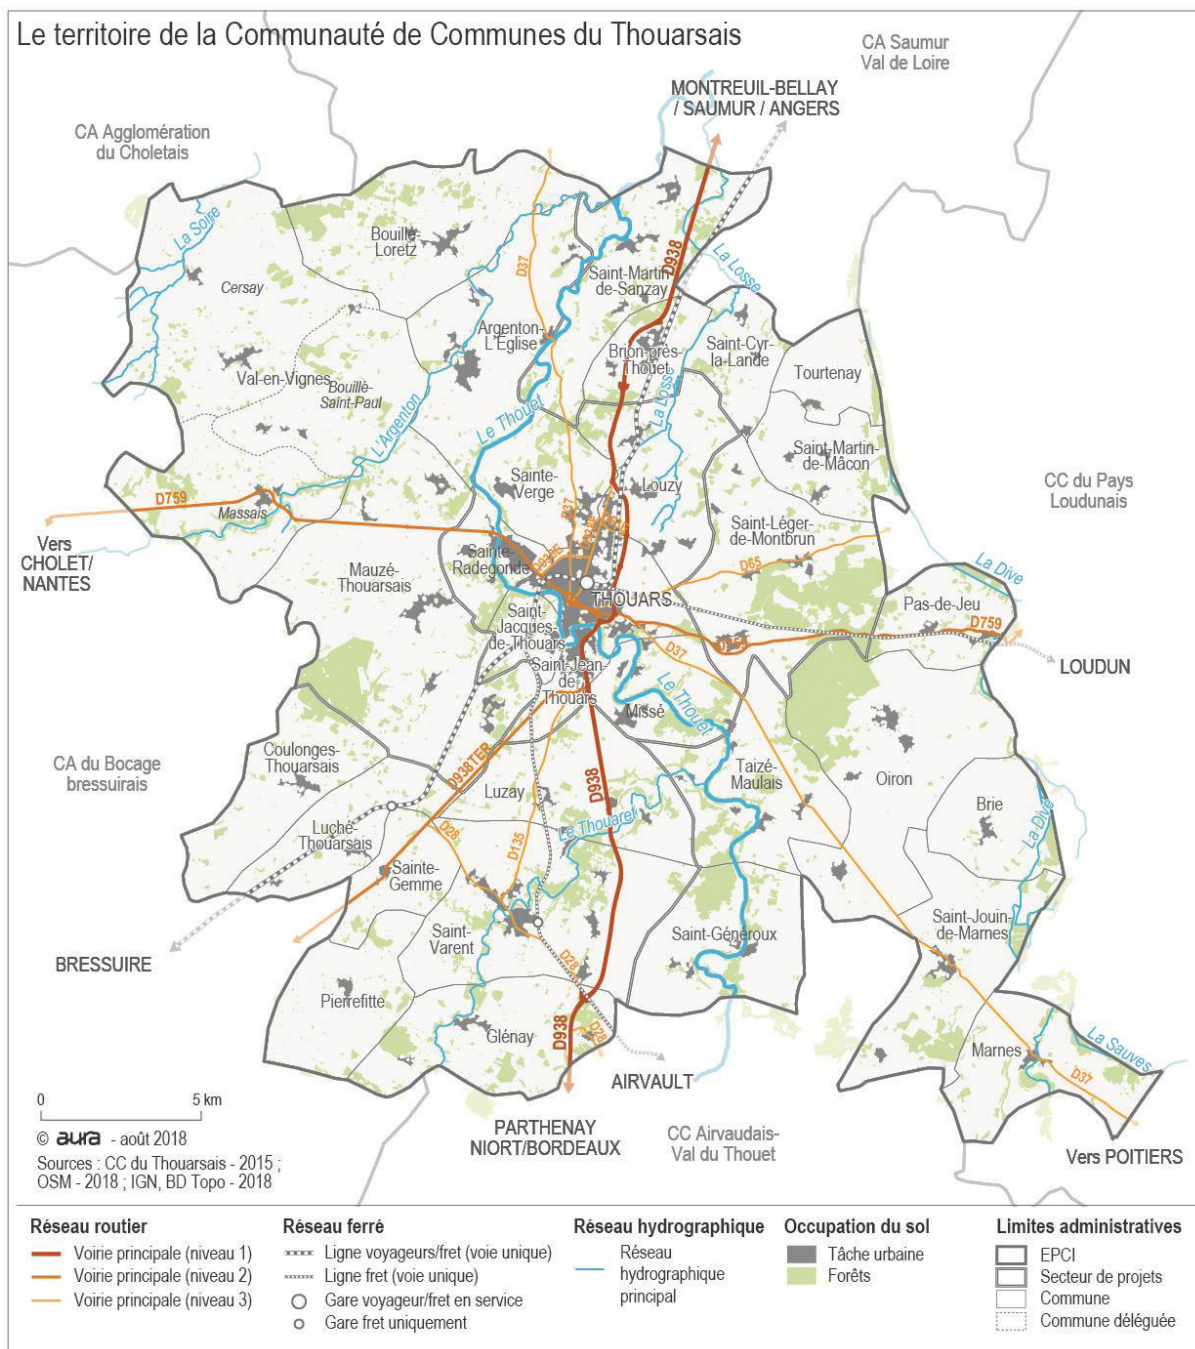 Le territoire de la Communauté de Communes du Thouarsais
CA Saumur
Val de Loire
MONTREUIL-BELLAY
/ SAUMUR / ANGERS
CA Agglomération
du Choletais
La Soire
Bouillé-
Loretz
D37
D938
La Losse
Saint-Martin-
de-Sanzay
Cersay
Argenton-
L'Église
Brion-près-
Thouet
Saint-Cyr-
la-Lande
Tourtenay
Val-en-Vignes
Bouillé-
Saint-Paul
La Losse
Le Thouet
L'Argenton
Saint-Martin-
de-Mâcon
CC du Pays
Loudunais
Sainte-
Verge
Louzy
D759
Massais
D37
Saint-Léger-
de-Montbrun
Vers
CHOLET/
NANTES
Sainte-
Radegonde
D65
La Dive
Mauzé-
Thouarsais
THOUARS
Pas-de-Jeu
Saint-
Jacques-
de-Thouars
D759
D759
D37
LOUDUN
Saint-Jean-
de-
Thouars
Le Thouet
Missé
CA du Bocage
bressuirais
Coulonges-
Thouarsais
D938TER
D938
Taizé-
Maulais
Oiron
Luzay
Brie
Le Thouaret
La Dive
Luché-
Thouarsais
D28
D135
Sainte-
Gemme
Saint-
Varent
Saint-Généroux
Saint-Jouin-
de-Marnes
BRESSUIRE
D28
Pierrefitte
Glénay
D938
D28
Marnes
La Sauves
D37
AIRVAULT
0 5 km
PARTHENAY
NIORT/BORDEAUX
CC Airvaudais-
Val du Thouet
Vers POITIERS
© aura - août 2018
Sources : CC du Thouarsais - 2015 ;
OSM - 2018 ; IGN, BD Topo - 2018
Réseau routier
Voirie principale (niveau 1)
Voirie principale (niveau 2)
Voirie principale (niveau 3)
Réseau ferré
Ligne voyageurs/fret (voie unique)
Ligne fret (voie unique)
Gare voyageur/fret en service
Gare fret uniquement
Réseau hydrographique
Réseau
hydrographique
principal
Occupation du sol
Tâche urbaine
Forêts
Limites administratives
EPCI
Secteur de projets
Commune
Commune déléguée